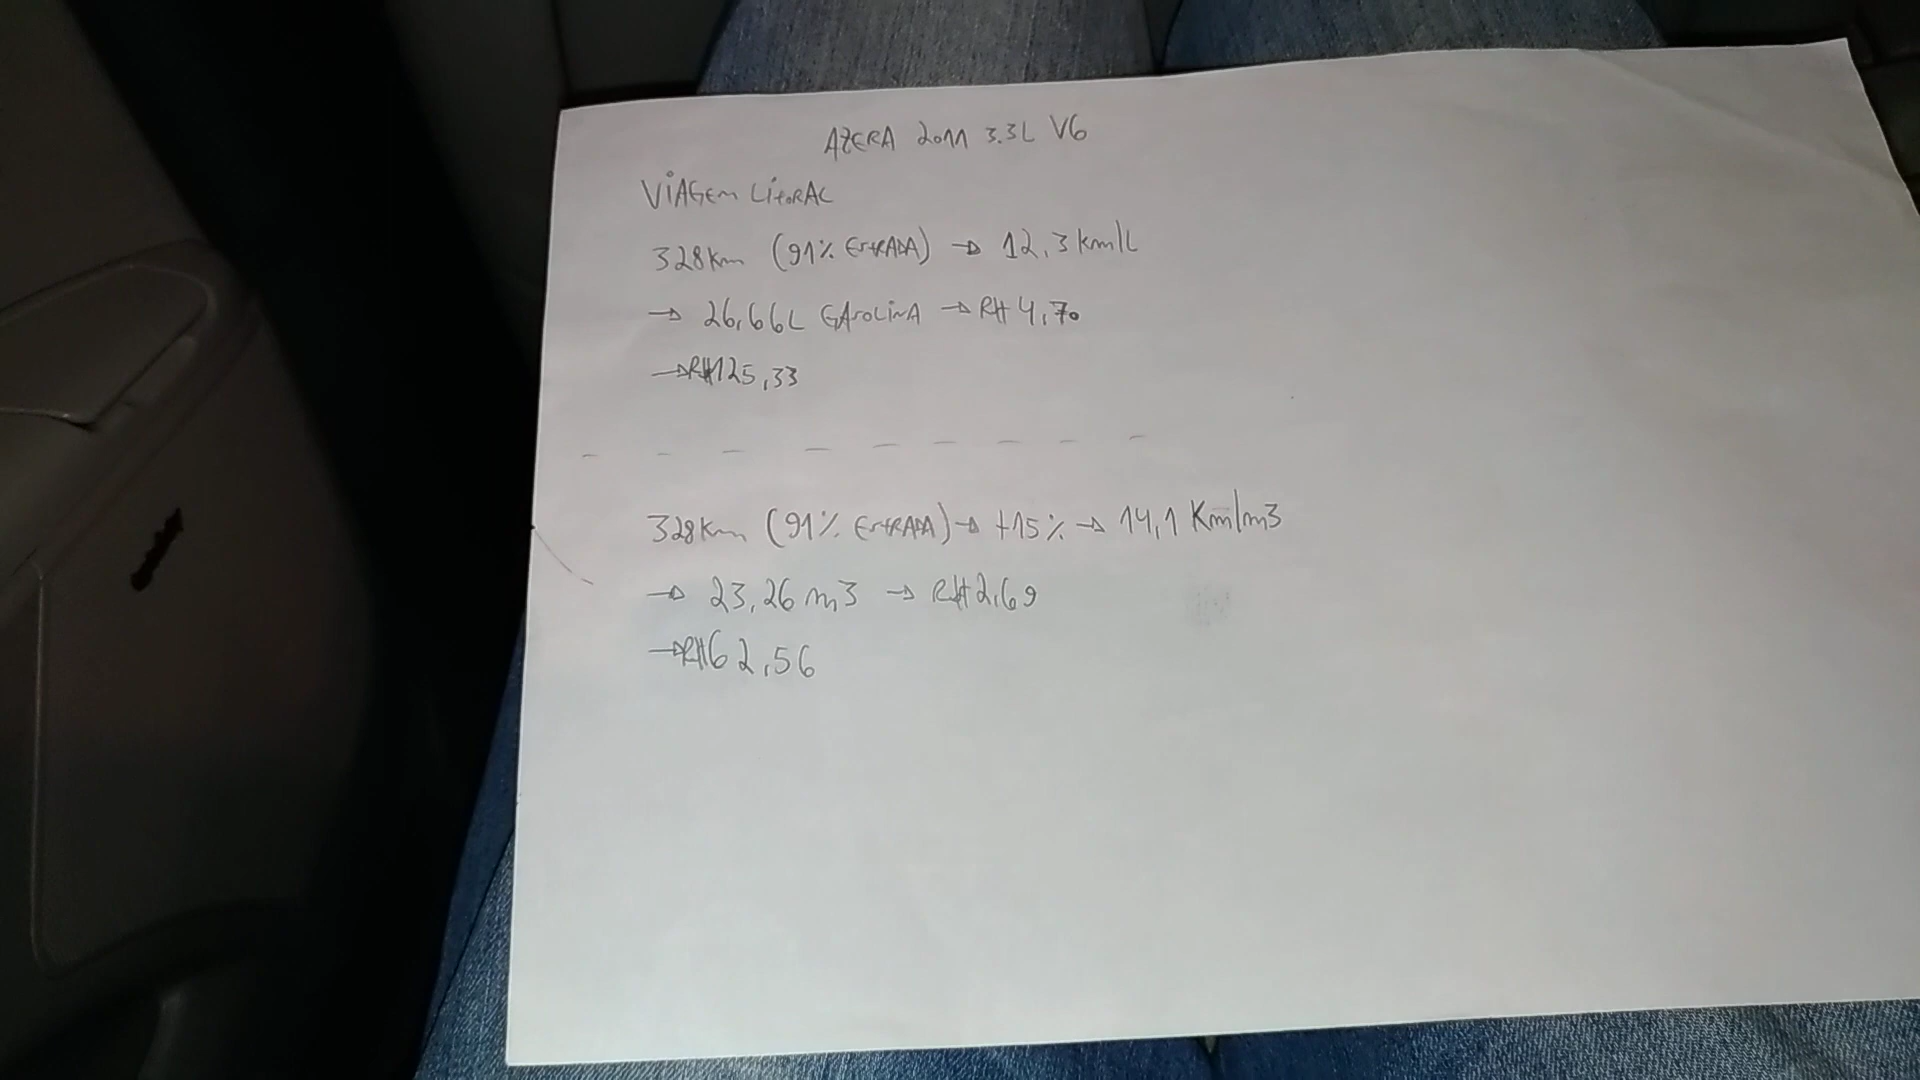 AZERA 2011 3.3L V6
ViAGEm LitoRAL
328Km (91% EstRADA) → 12,3 km/L
→ 26,66L GAsoLinA → R$ 4,70
→ R$125,33
328Km (91% EstRADA) → +15% → 14,1 Km/m3
→ 23,26 m3 → R$2,69
→ R$62,56